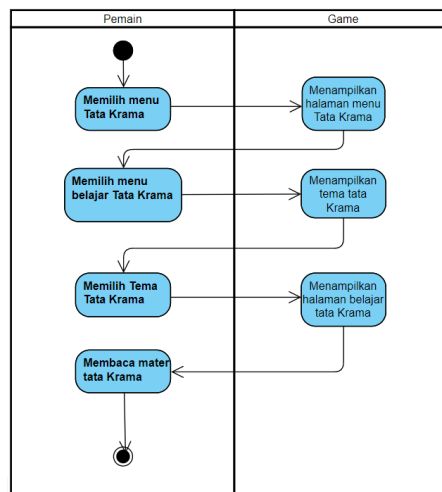 Pemain
Game
Memilih menu
Tata Krama
Menampilkan
halaman menu
Tata Krama
Memilih menu
belajar Tata Krama
Menampilkan
tema tata
Krama
Memilih Tema
Tata Krama
Menampilkan
halaman belajar
tata Krama
Membaca mater
tata Krama